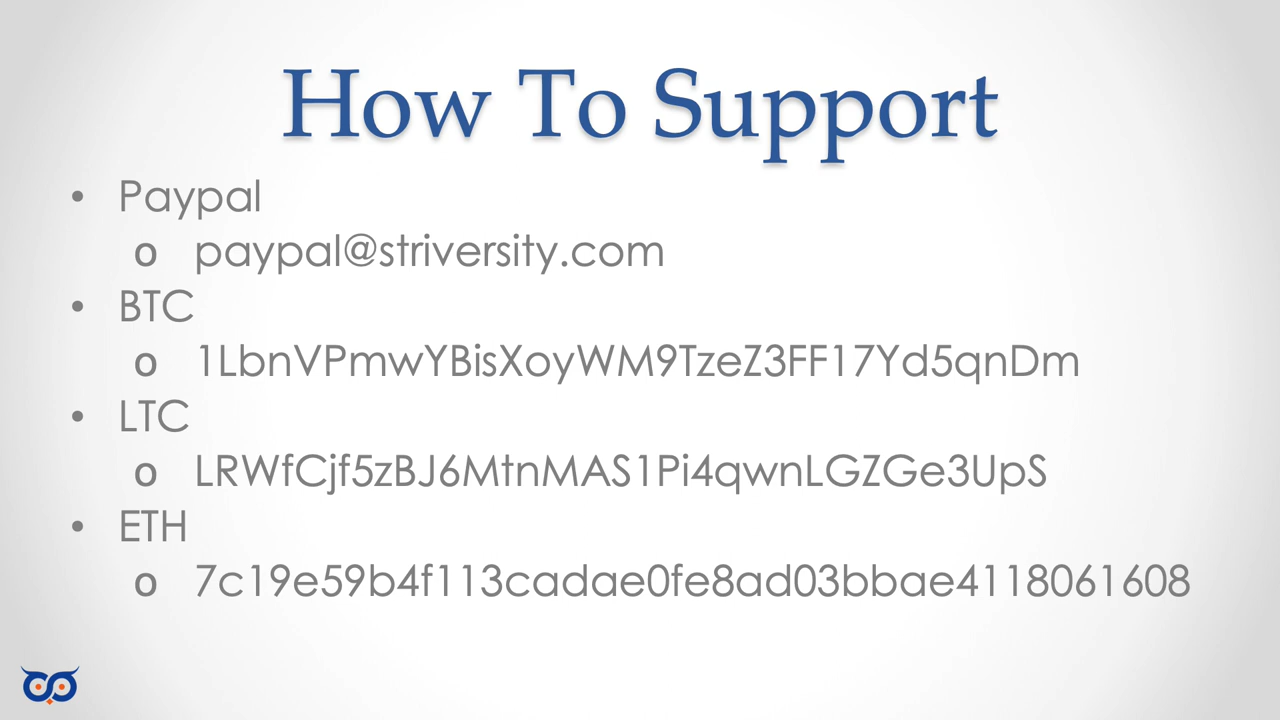 How To Support
• Paypal
o paypal@striversity.com
• BTC
o 1LbnVPmwYBisXoyWM9TzeZ3FF17Yd5qnDm
• LTC
o LRWfCjf5zBJ6MtnMAS1Pi4qwnLGZGe3UpS
• ETH
o 7c19e59b4f113cadae0fe8ad03bbae4118061608